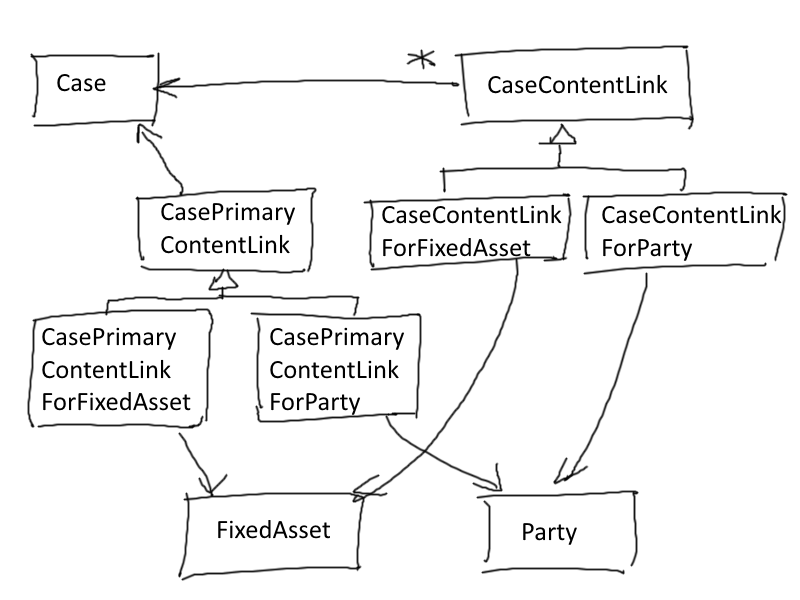 *
Case
CaseContentLink
CasePrimary
ContentLink
CaseContentLink
ForFixedAsset
CaseContentLink
ForParty
CasePrimary
ContentLink
ForFixedAsset
CasePrimary
ContentLink
ForParty
FixedAsset
Party